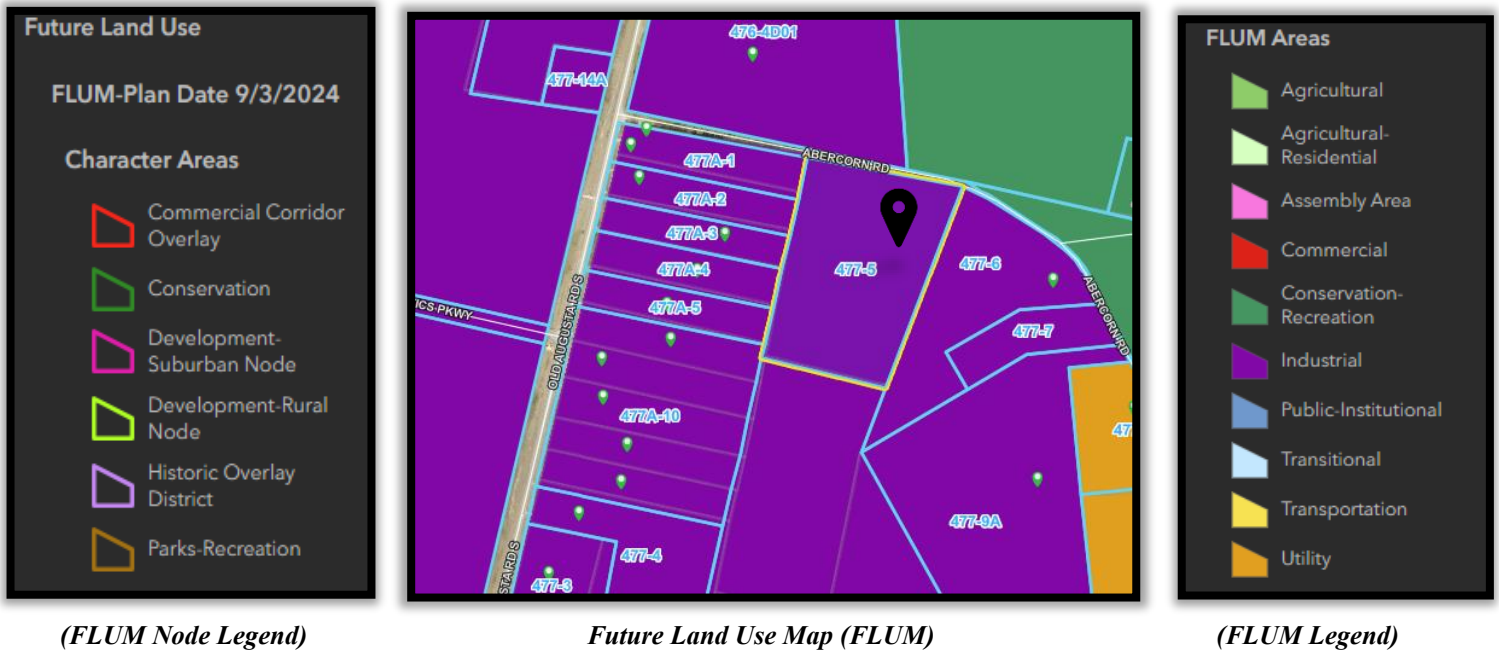 Future Land Use
FLUM-Plan Date 9/3/2024
Character Areas
Commercial Corridor
Overlay
Conservation
Development-
Suburban Node
Development-Rural
Node
Historic Overlay
District
Parks-Recreation
(FLUM Node Legend)
476-4D01
477-14A
ABERCORN RD
477A-1
477A-2
477A-3
477A-4
477A-5
477-5
477-6
477-7
ABERCORN RD
ICS PKWY
OLD AUGUSTA RD S
477A-10
47
477-9A
477-4
477-3
STA RD S
Future Land Use Map (FLUM)
FLUM Areas
Agricultural
Agricultural-
Residential
Assembly Area
Commercial
Conservation-
Recreation
Industrial
Public-Institutional
Transitional
Transportation
Utility
(FLUM Legend)